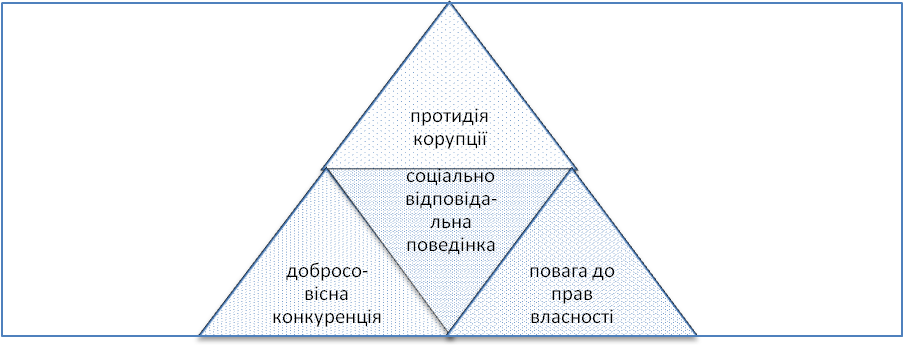 протидія
корупції
соціально
відповіда-
льна
поведінка
добросо-
вісна
конкуренція
повага до
прав
власності